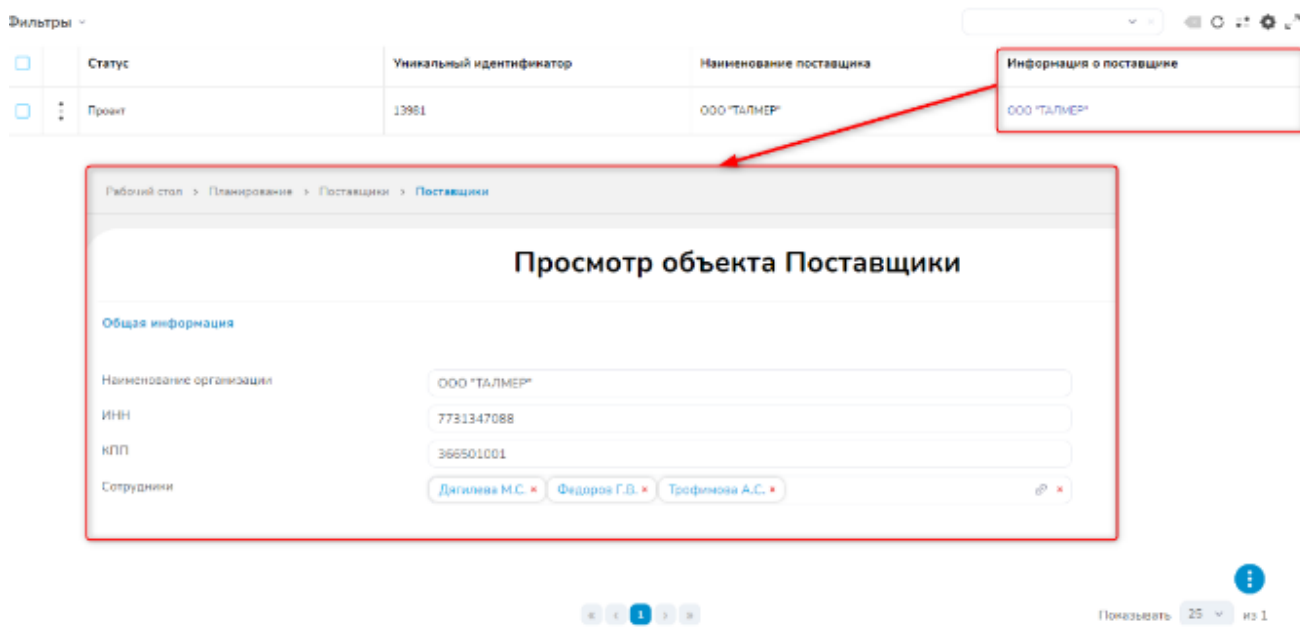 Фильтры
Статус Уникальный идентификатор Наименование поставщика Информация о поставщике
Проект 13981 ООО "ТАЛМЕР" ООО "ТАЛМЕР"
Рабочий стол > Планирование > Поставщики > Поставщики
Просмотр объекта Поставщики
Общая информация
Наименование организации ООО "ТАЛМЕР"
ИНН 7731347088
КПП 366501001
Сотрудники Дягилева М.С. × Федоров Г.В. × Трофимова А.С. ×
« ‹ 1 › »
Показывать 25 из 1